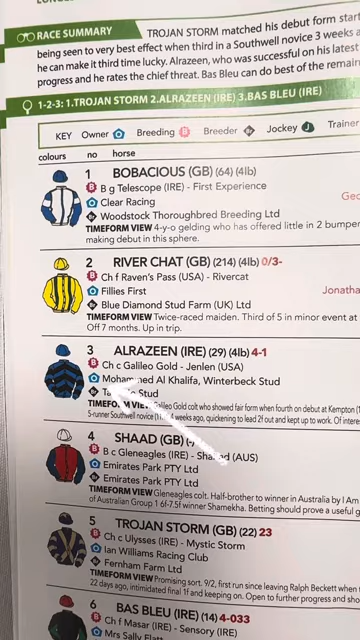 RACE SUMMARY TROJAN STORM matched his debut form
being seen to very best effect when third in a Southwell novice 3 weeks
he can make it third time lucky. Alrazeen, who was successful on his latest
progress and he rates the chief threat. Bas Bleu can do best of the
1-2-3: 1.TROJAN STORM 2.ALRAZEEN (IRE) 3.BAS BLEU (IRE)
KEY Owner Breeding B Breeder Br Jockey J Trainer
colours no horse
1 BOBACIOUS (GB) (64) (4lb)
B b g Telescope (IRE) - First Experience
Clear Racing
Br Woodstock Thoroughbred Breeding Ltd
TIMEFORM VIEW 4-y-o gelding who has offered little in 2 bumper
making debut in this sphere.
2 RIVER CHAT (GB) (214) (4lb) 0/3-
B Ch f Raven's Pass (USA) - Rivercat
Fillies First
Br Blue Diamond Stud Farm (UK) Ltd
TIMEFORM VIEW Twice-raced maiden. Third of 5 in minor event at
Off 7 months. Up in trip.
3 ALRAZEEN (IRE) (29) (4lb) 4-1
B Ch c Galileo Gold - Jenlen (USA)
Mohammed Al Khalifa, Winterbeck Stud
Br Stud
TIMEFORM VIEW Galileo Gold colt who showed fair form when fourth on debut at Kempton
5-runner Southwell novice 4 weeks ago, quickening to lead 2f out and kept up to work. Of
4 SHAAD (GB)
B B c Gleneagles (IRE) - (AUS)
Emirates Park PTY Ltd
Br Emirates Park PTY Ltd
TIMEFORM VIEW Gleneagles colt. Half-brother to winner in Australia by I Am
of Australian Group 1 6f-7.5f winner Shamekha. Betting should prove a useful
5 TROJAN STORM (GB) (22) 23
B Ch c Ulysses (IRE) - Mystic Storm
Ian Williams Racing Club
Br Fernham Farm Ltd
TIMEFORM VIEW Promising sort. 9/2, first run since leaving Ralph Beckett when
22 days ago, intimidated final 1f and keeping on. Open to further progress and
6 BAS BLEU (IRE) (14) 4-033
B Ch f Masar (IRE) - Sensory (IRE)
Mrs Sally